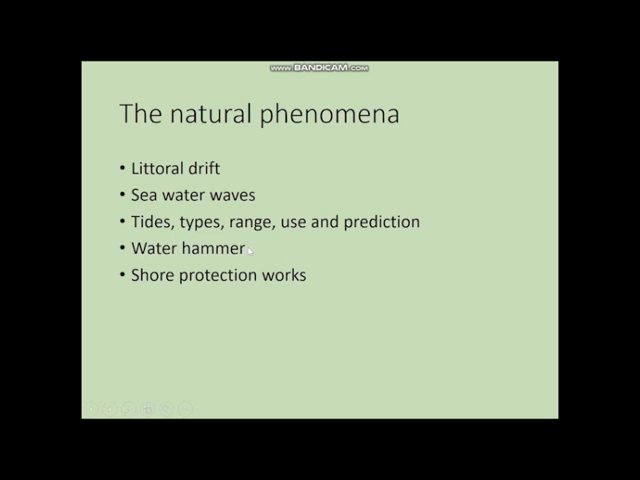 www.BANDICAM.COM
The natural phenomena
• Littoral drift
• Sea water waves
• Tides, types, range, use and prediction
• Water hammer
• Shore protection works